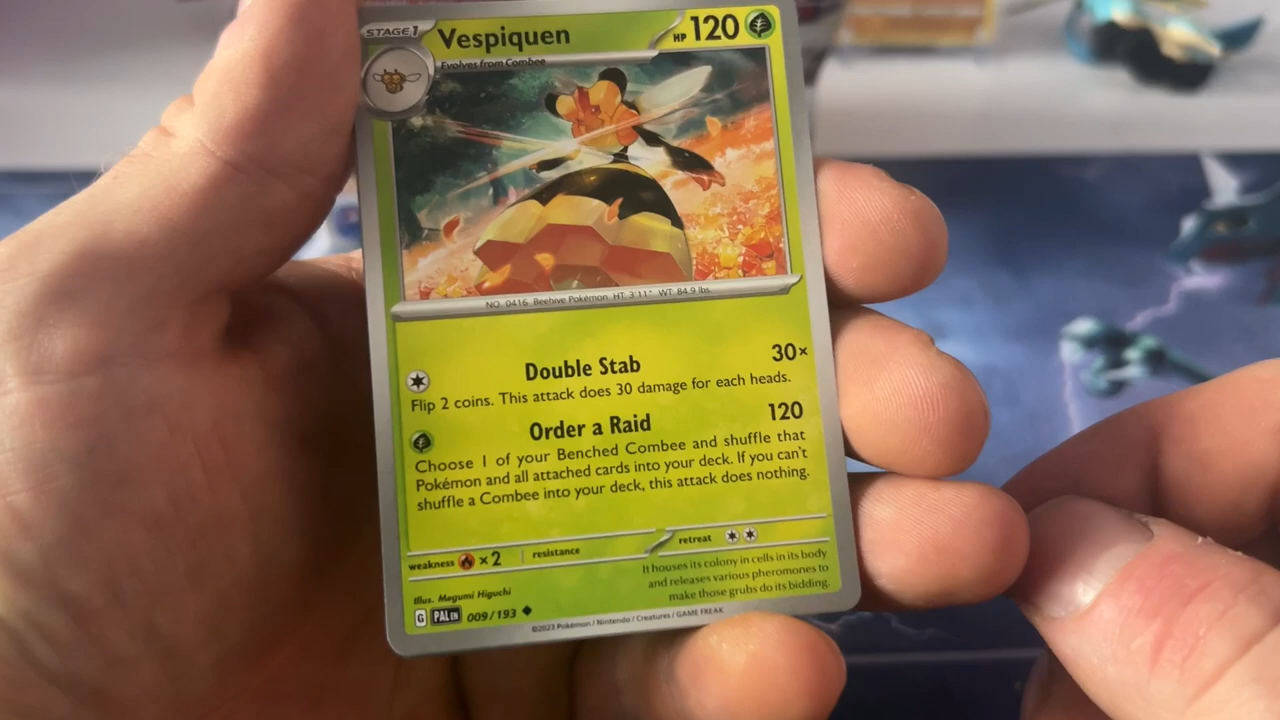 STAGE 1 Vespiquen HP 120
Evolves from Combee
NO. 0416 Beehive Pokémon HT: 3'11" WT: 84.9 lbs.
Double Stab 30×
Flip 2 coins. This attack does 30 damage for each heads.
Order a Raid 120
Choose 1 of your Benched Combee and shuffle that
Pokémon and all attached cards into your deck. If you can't
shuffle a Combee into your deck, this attack does nothing.
weakness ×2 resistance retreat
It houses its colony in cells in its body
and releases various pheromones to
make those grubs do its bidding.
Illus. Megumi Higuchi
G PAL EN 009/193
©2023 Pokémon / Nintendo / Creatures / GAME FREAK